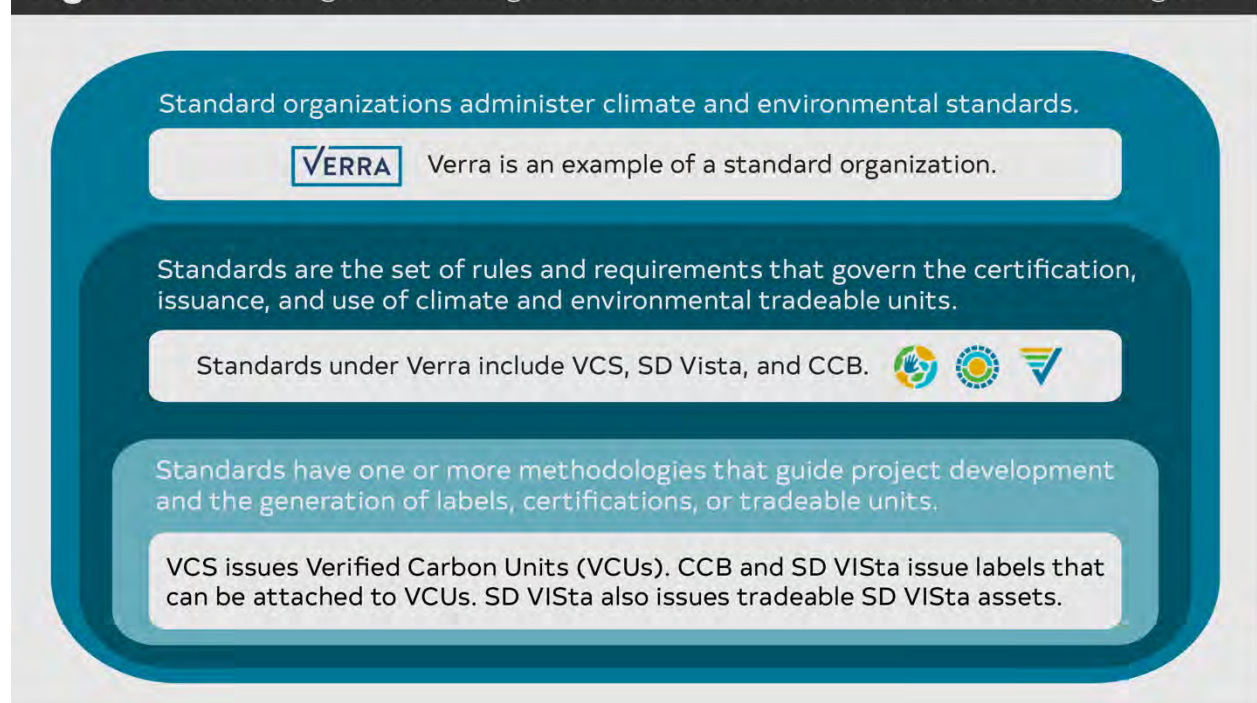 Standard organizations administer climate and environmental standards.
VERRA Verra is an example of a standard organization.
Standards are the set of rules and requirements that govern the certification,
issuance, and use of climate and environmental tradeable units.
Standards under Verra include VCS, SD Vista, and CCB.
Standards have one or more methodologies that guide project development
and the generation of labels, certifications, or tradeable units.
VCS issues Verified Carbon Units (VCUs). CCB and SD VISta issue labels that
can be attached to VCUs. SD VISta also issues tradeable SD VISta assets.